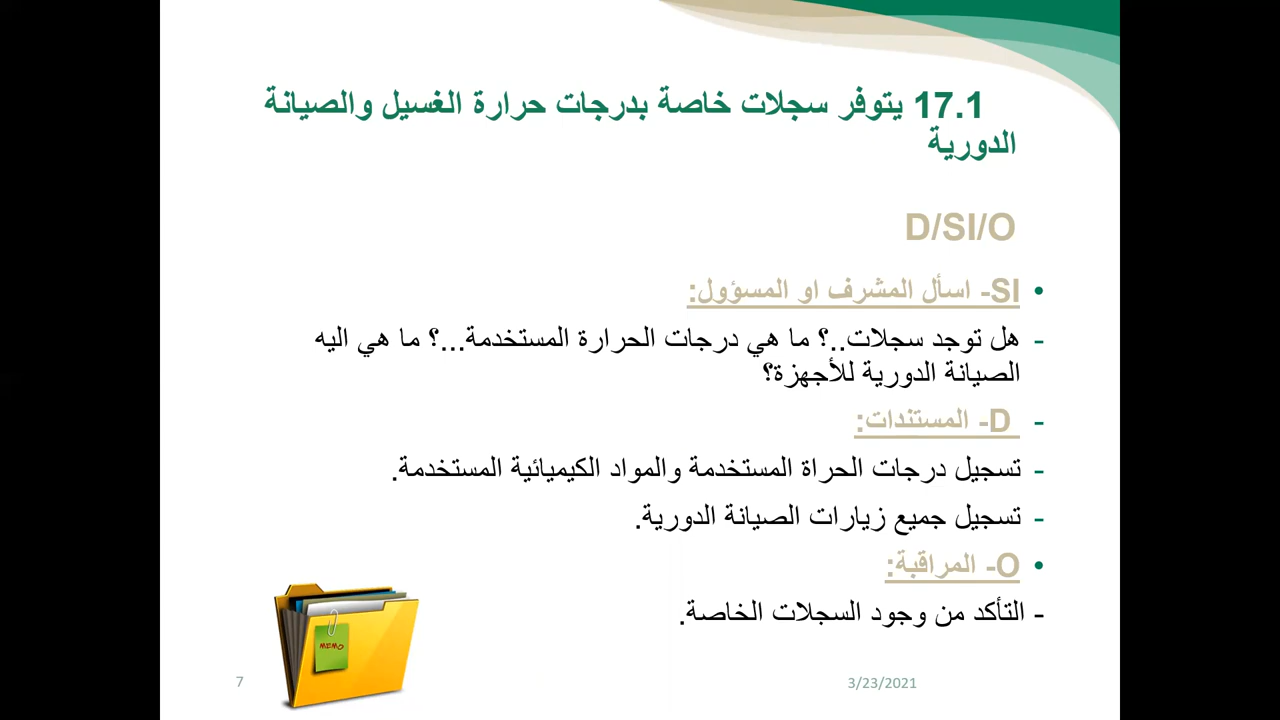 17.1 يتوفر سجلات خاصة بدرجات حرارة الغسيل والصيانة
الدورية
D/SI/O
• SI- اسأل المشرف او المسؤول:
- هل توجد سجلات..؟ ما هي درجات الحرارة المستخدمة...؟ ما هي اليه
الصيانة الدورية للأجهزة؟
- D- المستندات:
- تسجيل درجات الحراة المستخدمة والمواد الكيميائية المستخدمة.
- تسجيل جميع زيارات الصيانة الدورية.
• O- المراقبة:
- التأكد من وجود السجلات الخاصة.
MEMO
3/23/2021
7